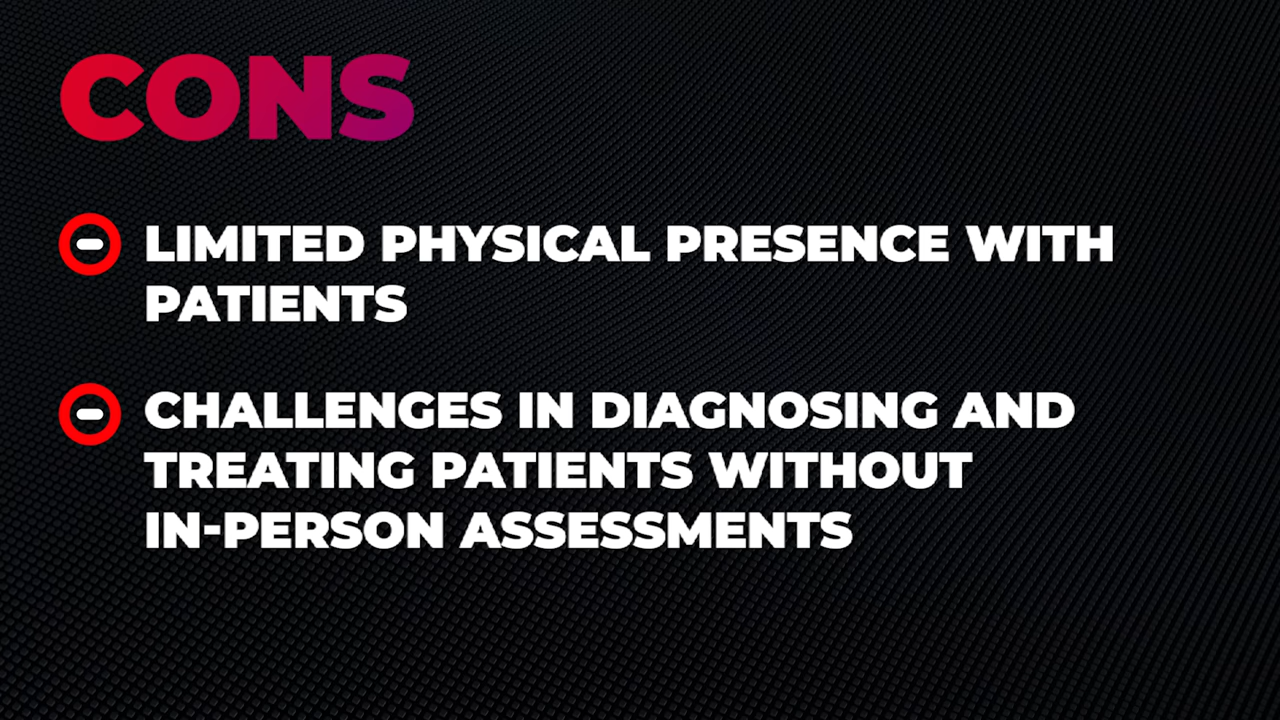 CONS
LIMITED PHYSICAL PRESENCE WITH
PATIENTS
CHALLENGES IN DIAGNOSING AND
TREATING PATIENTS WITHOUT
IN-PERSON ASSESSMENTS